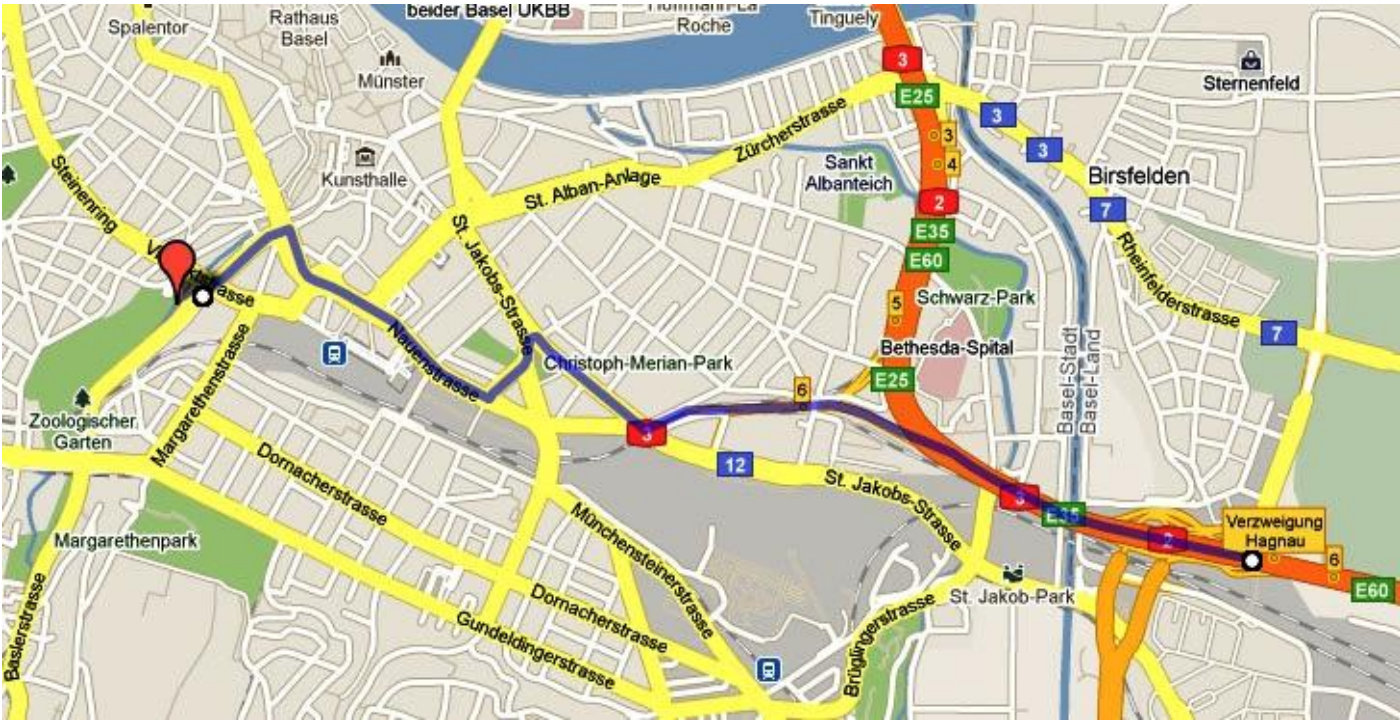 beider Basel UKBB
Hoffmann-La
Roche
Tinguely
Spalentor
Rathaus
Basel
Münster
3
E25
Sternenfeld
3
3
3
4
Zürcherstrasse
Sankt
Albanteich
Birsfelden
Kunsthalle
St. Alban-Anlage
2
7
Steinenring
E35
E60
St. Jakobs-Strasse
Rheinfelderstrasse
5
Schwarz-Park
7
Nauenstrasse
Bethesda-Spital
Christoph-Merian-Park
E25
Basel-Stadt
Basel-Land
6
Margarethenstrasse
Zoologischer
Garten
3
12
Dornacherstrasse
St. Jakobs-Strasse
3
E35
2
Verzweigung
Hagnau
6
E60
Margarethenpark
Münchensteinerstrasse
St. Jakob-Park
Dornacherstrasse
Gundeldingerstrasse
Brüglingerstrasse
Baslerstrasse